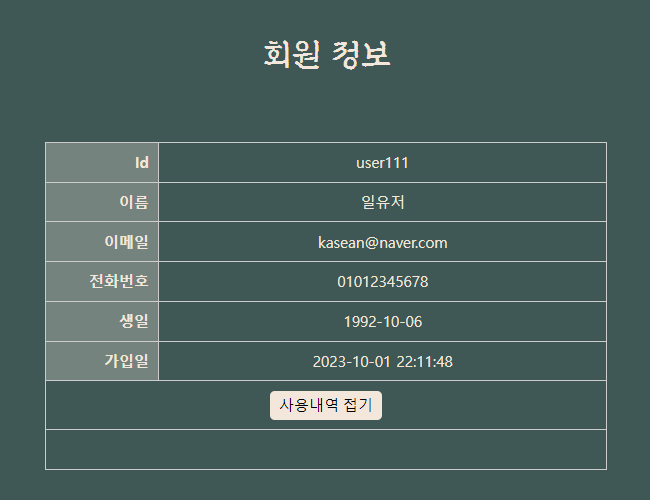 회원 정보
Id user111
이름 일유저
이메일 kasean@naver.com
전화번호 01012345678
생일 1992-10-06
가입일 2023-10-01 22:11:48
사용내역 접기